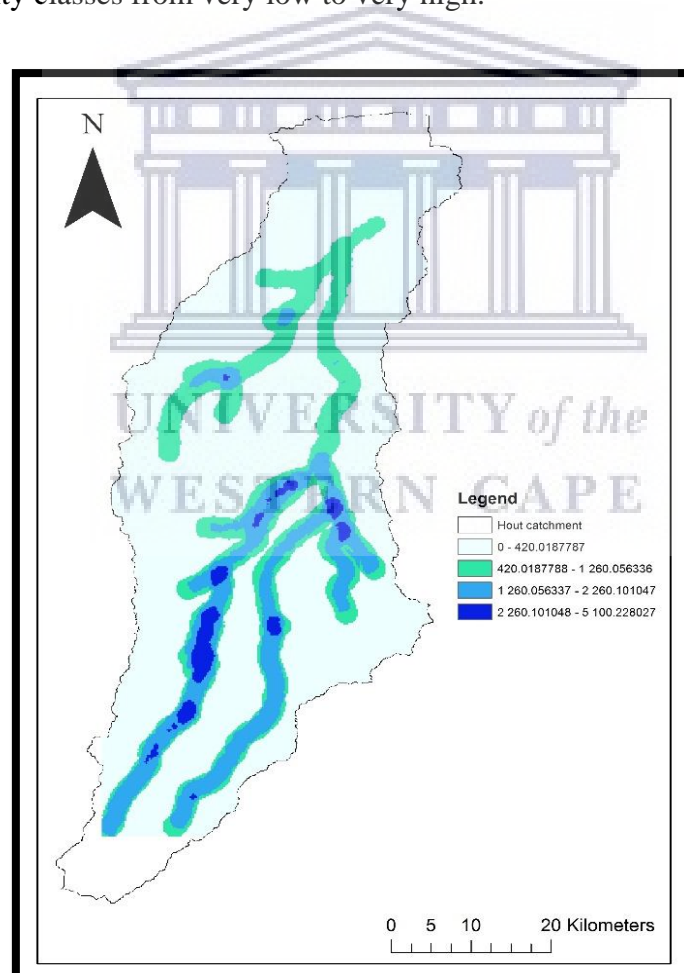 classes from very low to very high.
N
UNIVERSITY of the
WESTERN CAPE
Legend
Hout catchment
0 - 420.0187787
420.0187788 - 1 260.056336
1 260.056337 - 2 260.101047
2 260.101048 - 5 100.228027
0 5 10 20 Kilometers